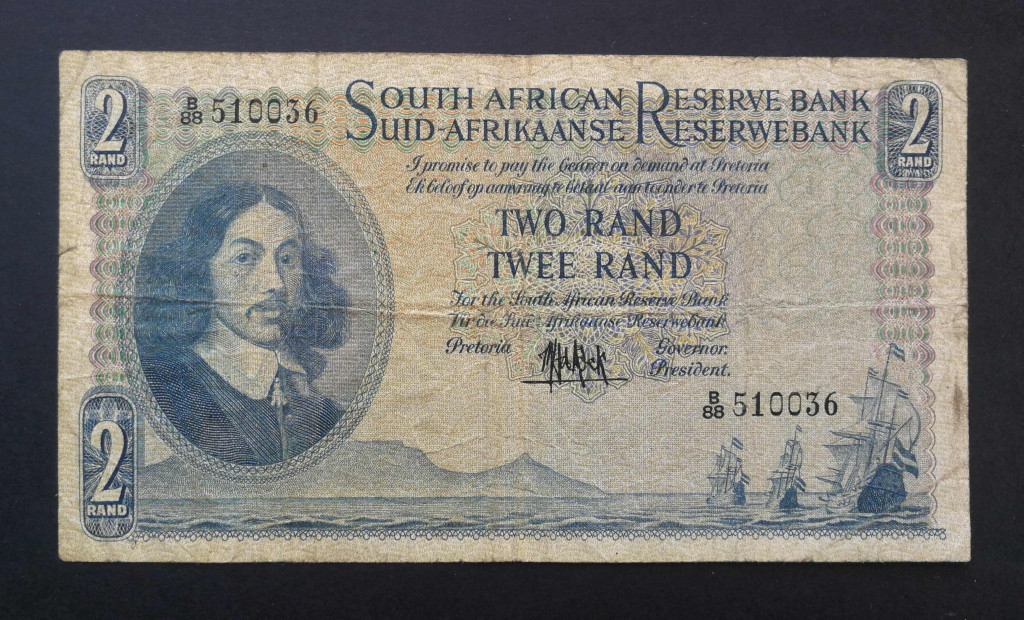 2
RAND
B/88 510036
SOUTH AFRICAN RESERVE BANK
SUID-AFRIKAANSE RESERWEBANK
2
RAND
I promise to pay the bearer on demand at Pretoria
Ek beloof op aanvraag te betaal aan toonder te Pretoria
TWO RAND
TWEE RAND
For the South African Reserve Bank
Vir die Suid-Afrikaanse Reserwebank
Pretoria
Governor.
President.
B/88 510036
2
RAND